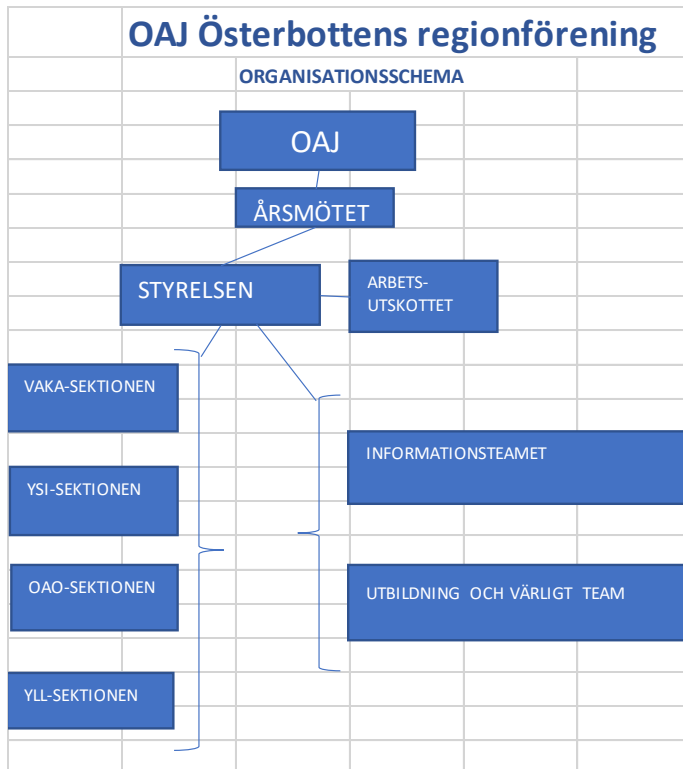 OAJ Österbottens regionförening
ORGANISATIONSSCHEMA
OAJ
ÅRSMÖTET
STYRELSEN
ARBETS-
UTSKOTTET
VAKA-SEKTIONEN
INFORMATIONSTEAMET
YSI-SEKTIONEN
OAO-SEKTIONEN
UTBILDNING OCH VÄRLIGT TEAM
YLL-SEKTIONEN